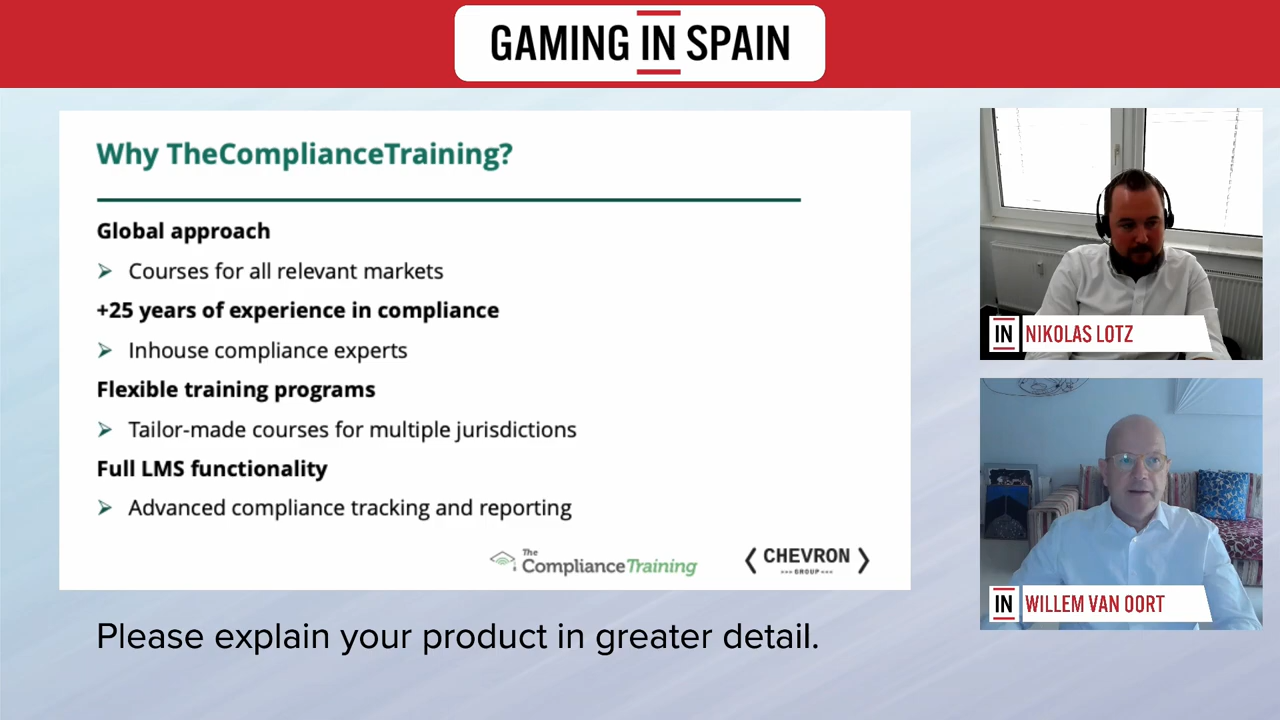 GAMING IN SPAIN
Why TheComplianceTraining?
Global approach
➢ Courses for all relevant markets
+25 years of experience in compliance
➢ Inhouse compliance experts
Flexible training programs
➢ Tailor-made courses for multiple jurisdictions
Full LMS functionality
➢ Advanced compliance tracking and reporting
The
ComplianceTraining
CHEVRON
GROUP
Please explain your product in greater detail.
IN NIKOLAS LOTZ
IN WILLEM VAN OORT